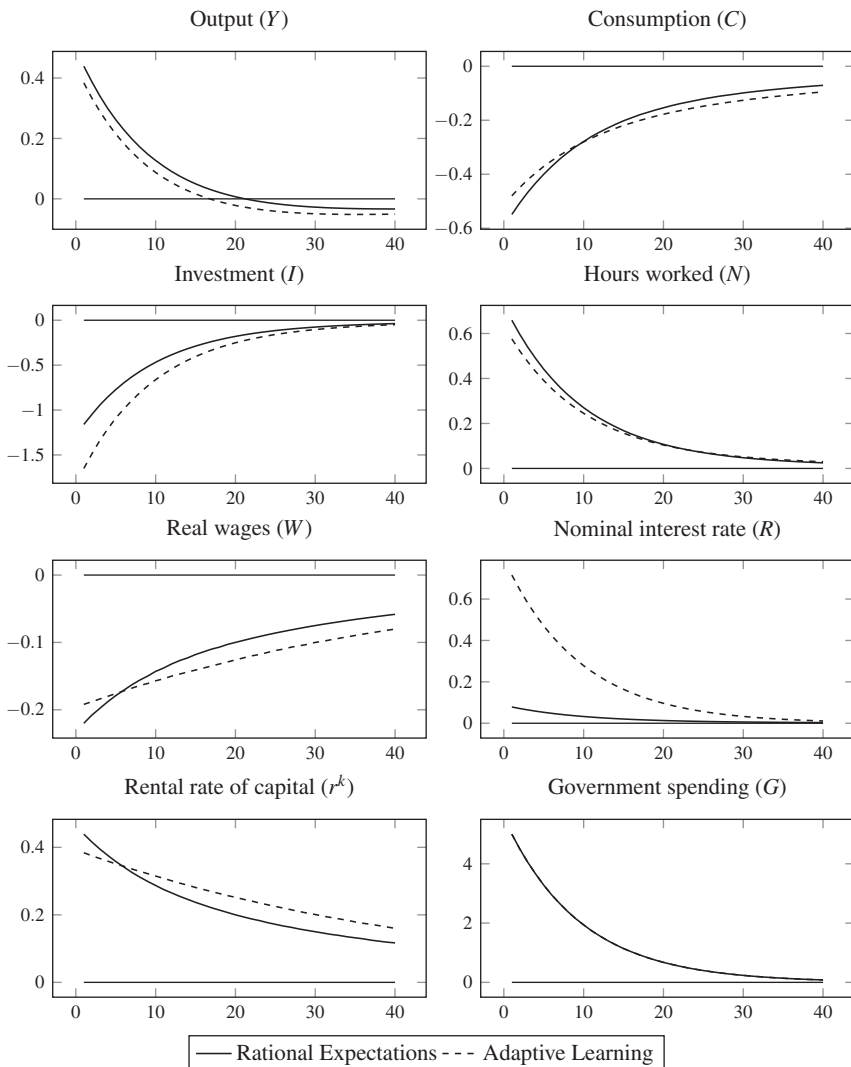 Output (Y)
0.4
0.2
0
0 10 20 30 40
Consumption (C)
0
−0.2
−0.4
−0.6
0 10 20 30 40
Investment (I)
0
−0.5
−1
−1.5
0 10 20 30 40
Hours worked (N)
0.6
0.4
0.2
0
0 10 20 30 40
Real wages (W)
0
−0.1
−0.2
0 10 20 30 40
Nominal interest rate (R)
0.6
0.4
0.2
0
0 10 20 30 40
Rental rate of capital (r^k)
0.4
0.2
0
0 10 20 30 40
Government spending (G)
4
2
0
0 10 20 30 40
Rational Expectations Adaptive Learning